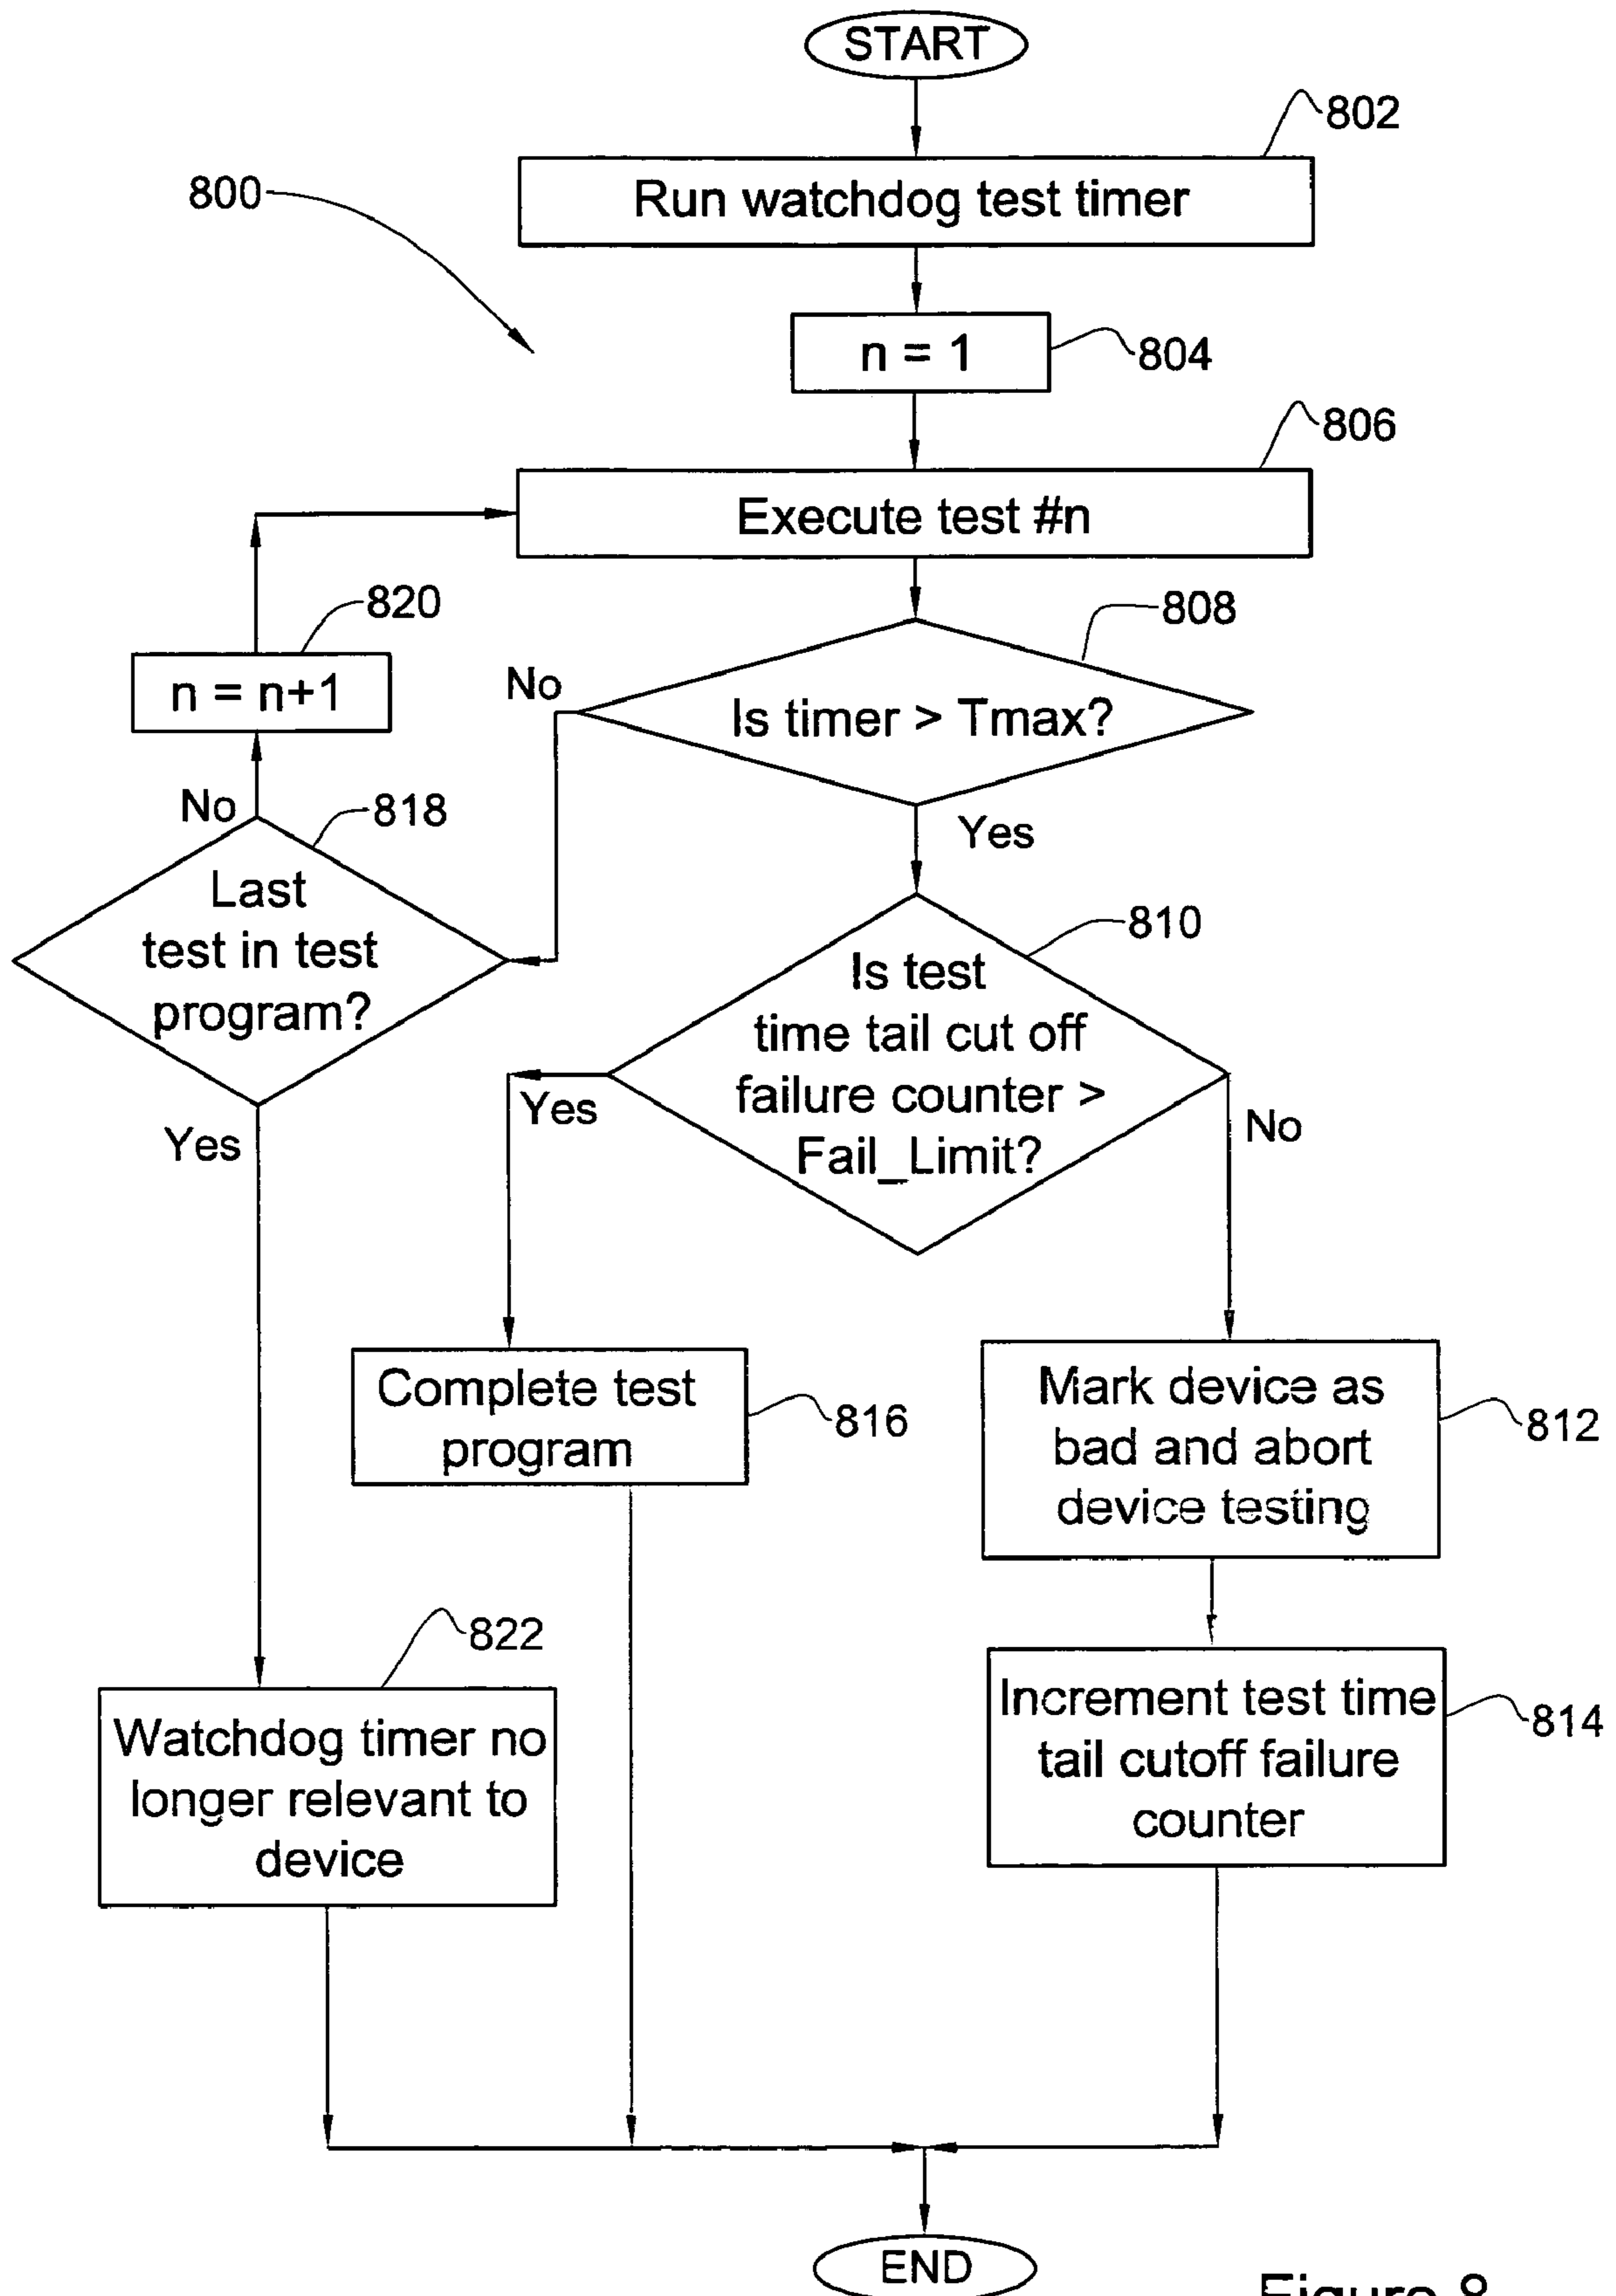 START
802
Run watchdog test timer
800
n = 1
804
806
Execute test #n
820
808
n = n+1
No
Is timer > Tmax?
No
818
Yes
Last
test in test
program?
810
Is test
time tail cut off
failure counter >
Fail_Limit?
Yes
No
Yes
Complete test
program
816
Mark device as
bad and abort
device testing
812
822
Watchdog timer no
longer relevant to
device
Increment test time
tail cutoff failure
counter
814
END
Figure 8